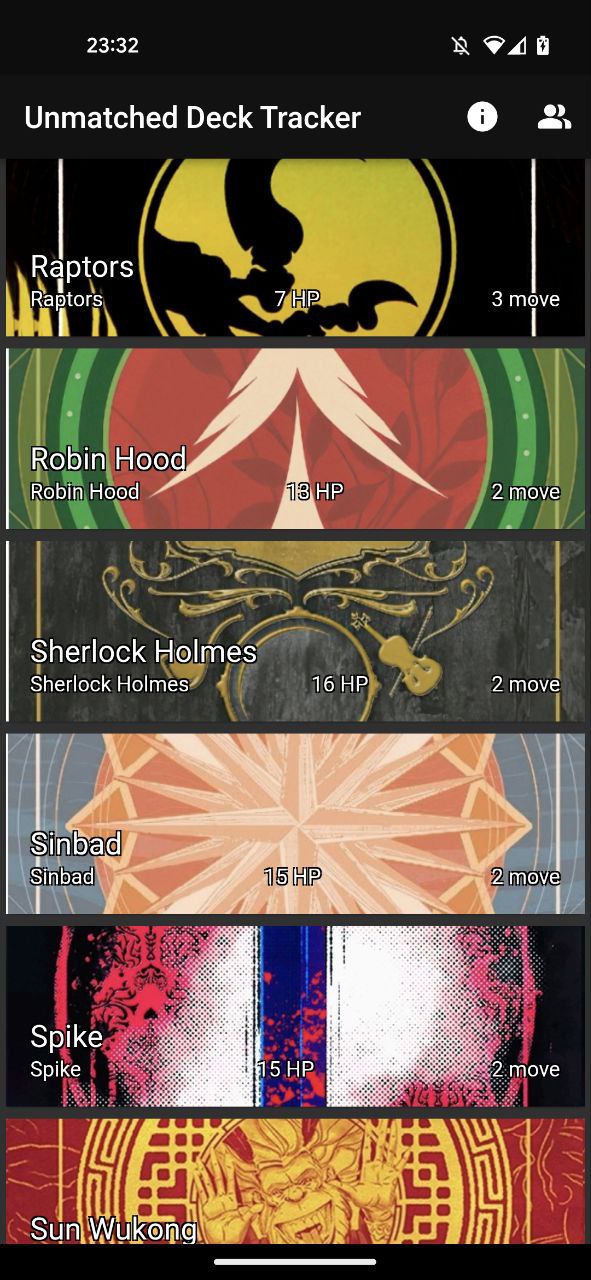 23:32
Unmatched Deck Tracker
Raptors
Raptors 7 HP 3 move
Robin Hood
Robin Hood 13 HP 2 move
Sherlock Holmes
Sherlock Holmes 16 HP 2 move
Sinbad
Sinbad 15 HP 2 move
Spike
Spike 15 HP 2 move
Sun Wukong